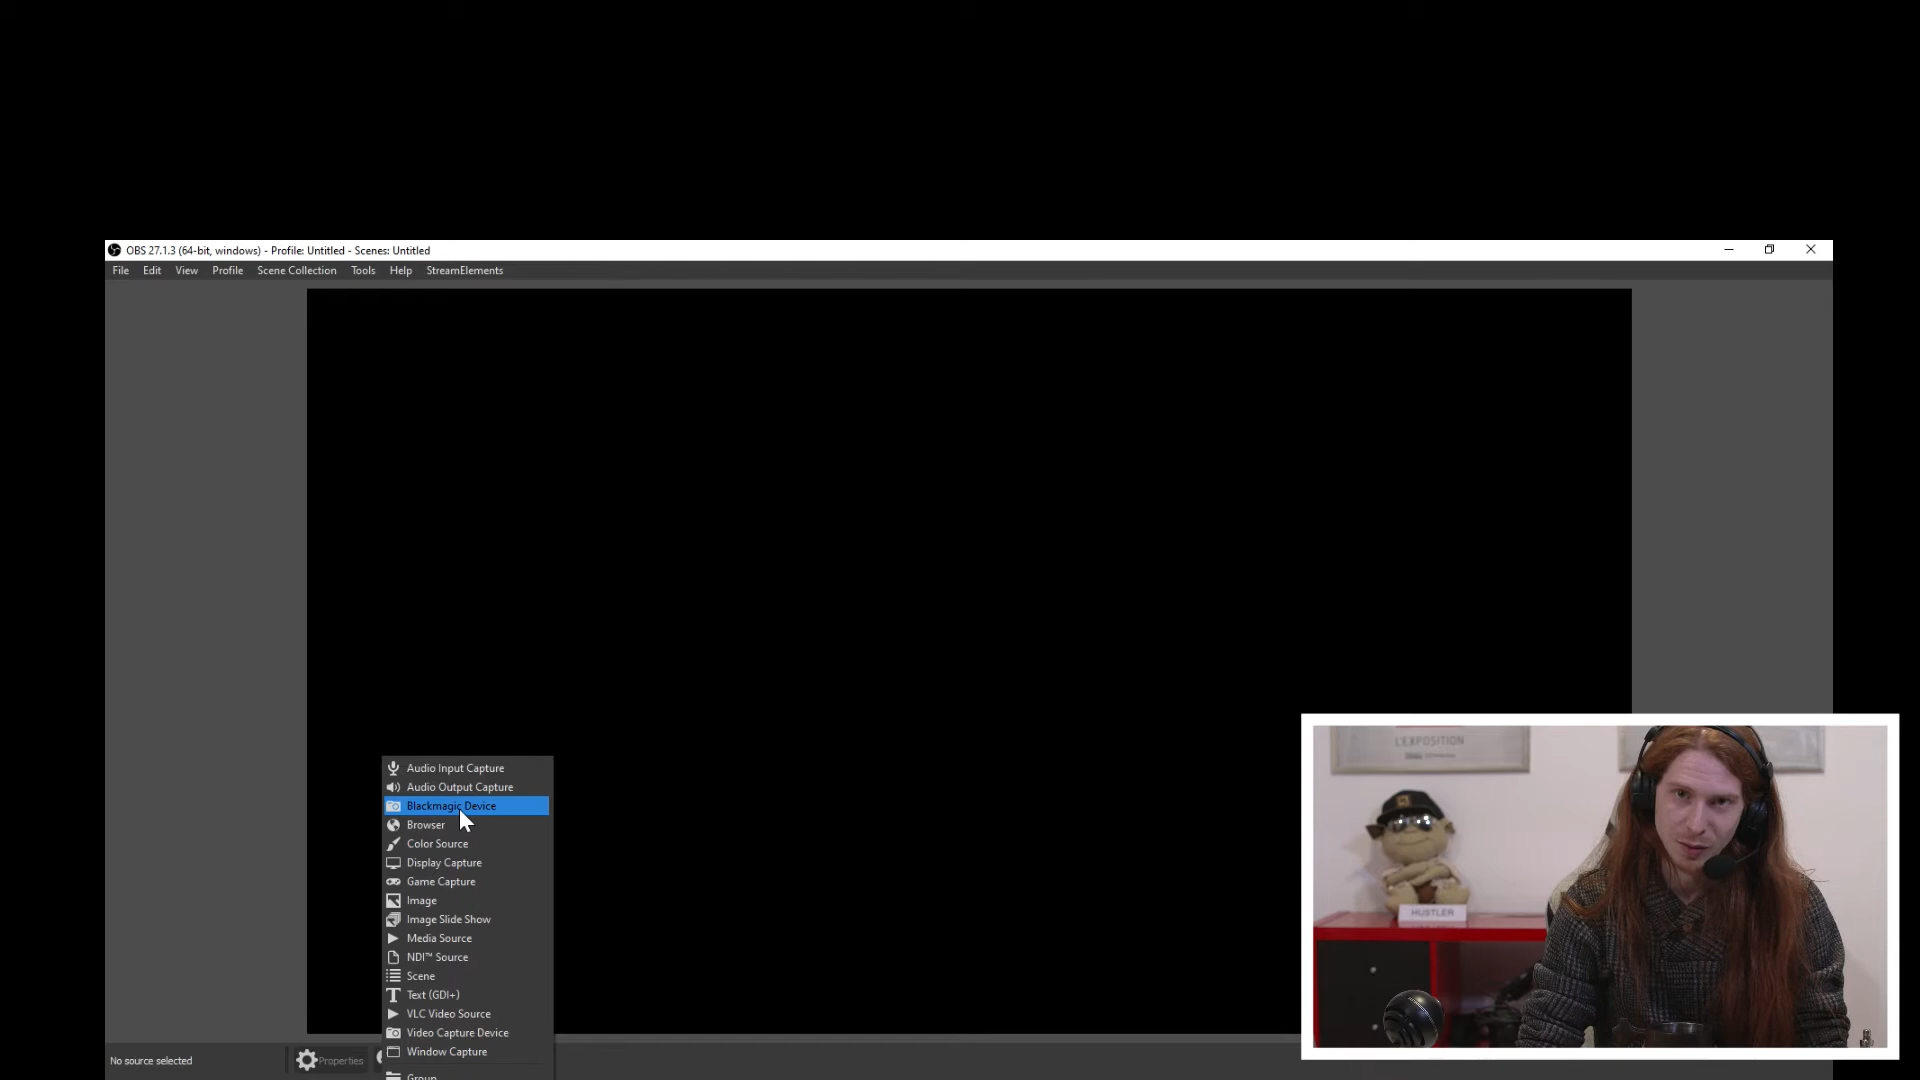 OBS 27.1.3 (64-bit, windows) - Profile: Untitled - Scenes: Untitled
File Edit View Profile Scene Collection Tools Help StreamElements
Audio Input Capture
Audio Output Capture
Blackmagic Device
Browser
Color Source
Display Capture
Game Capture
Image
Image Slide Show
Media Source
NDI™ Source
Scene
Text (GDI+)
VLC Video Source
Video Capture Device
Window Capture
Group
No source selected
Properties
L'EXPOSITION
HUSTLER